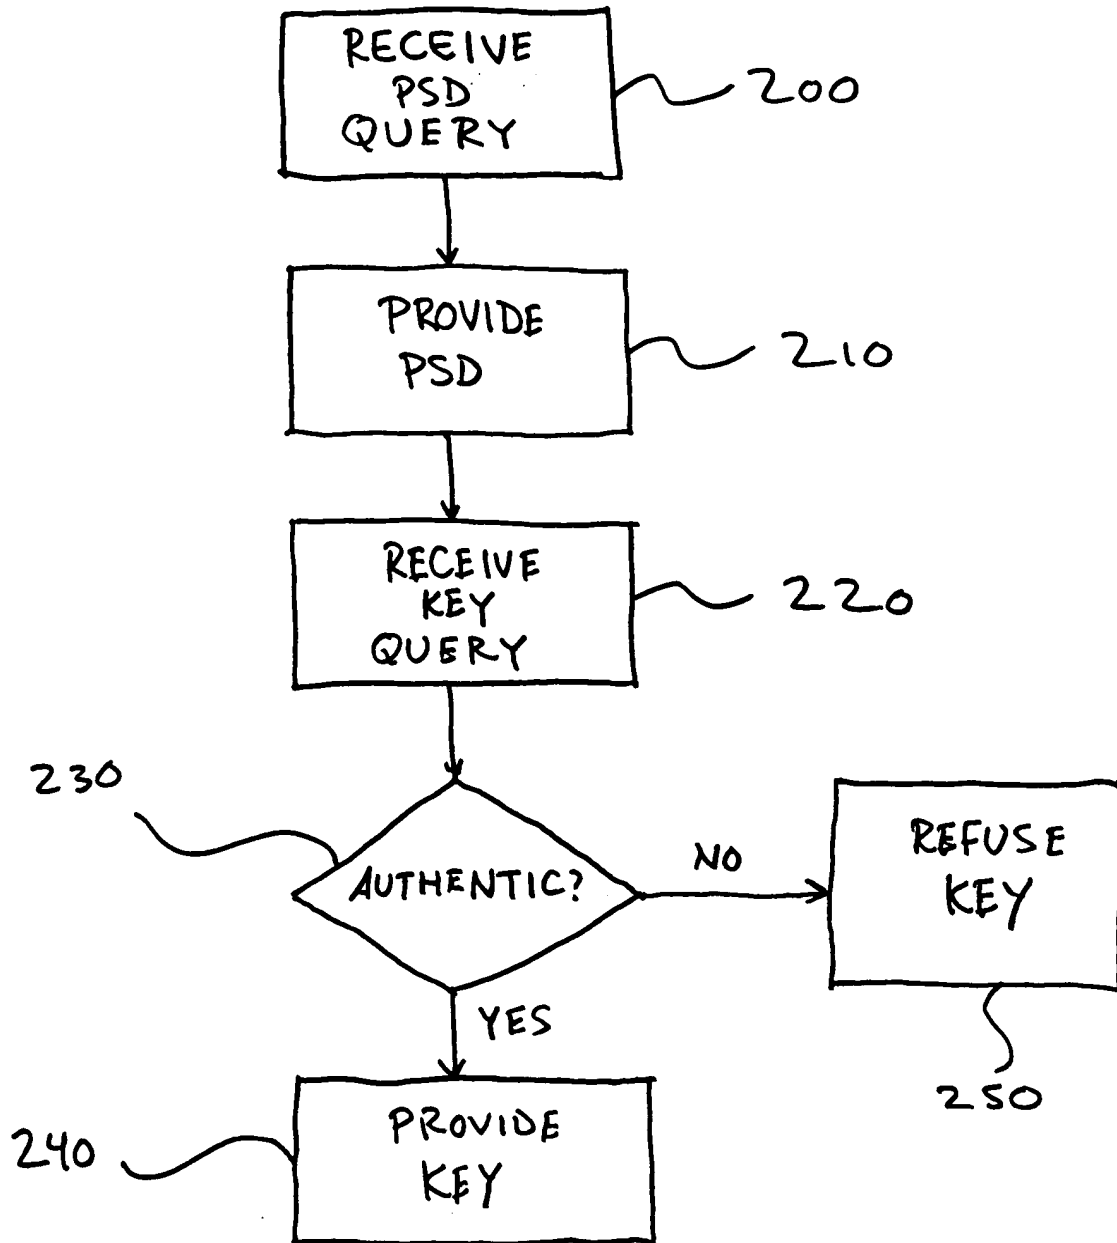 RECEIVE
PSD
QUERY
200
PROVIDE
PSD
210
RECEIVE
KEY
QUERY
220
230
AUTHENTIC?
NO
REFUSE
KEY
250
YES
PROVIDE
KEY
240